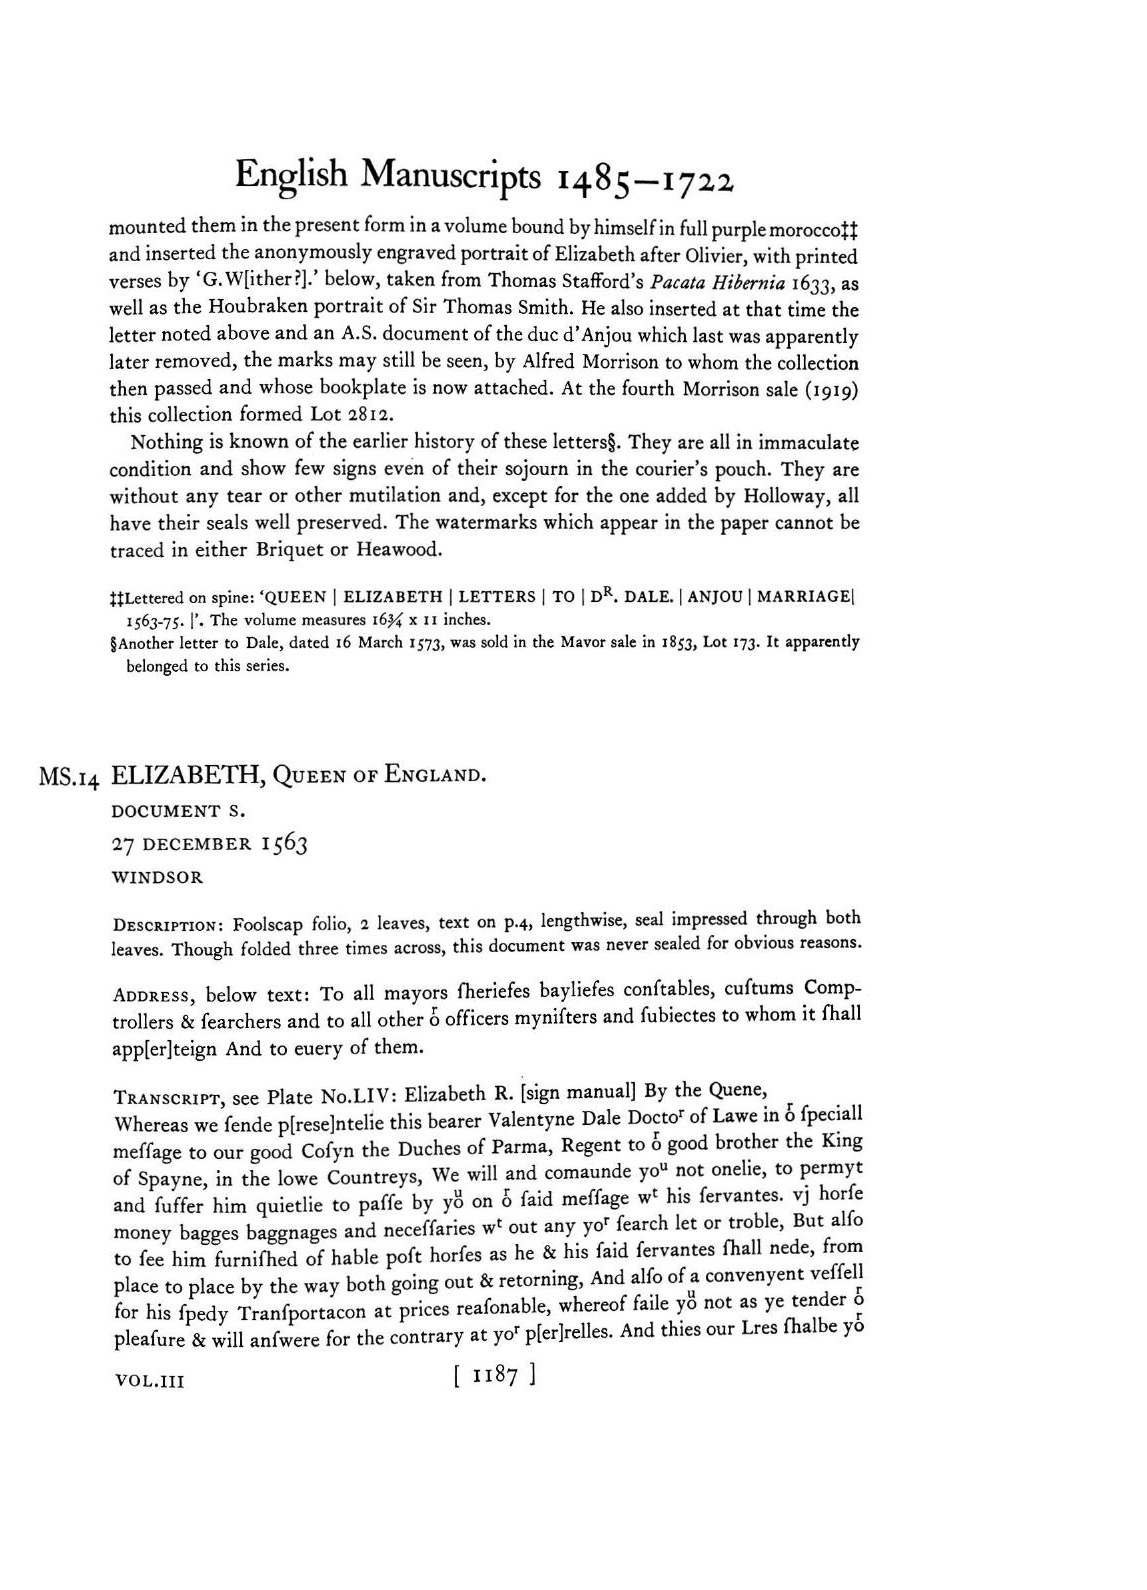 English Manuscripts 1485–1722
mounted them in the present form in a volume bound by himself in full purple morocco‡‡
and inserted the anonymously engraved portrait of Elizabeth after Olivier, with printed
verses by ‘G.W[ither?].’ below, taken from Thomas Stafford’s Pacata Hibernia 1633, as
well as the Houbraken portrait of Sir Thomas Smith. He also inserted at that time the
letter noted above and an A.S. document of the duc d’Anjou which last was apparently
later removed, the marks may still be seen, by Alfred Morrison to whom the collection
then passed and whose bookplate is now attached. At the fourth Morrison sale (1919)
this collection formed Lot 2812.
Nothing is known of the earlier history of these letters§. They are all in immaculate
condition and show few signs even of their sojourn in the courier’s pouch. They are
without any tear or other mutilation and, except for the one added by Holloway, all
have their seals well preserved. The watermarks which appear in the paper cannot be
traced in either Briquet or Heawood.
‡‡Lettered on spine: ‘QUEEN | ELIZABETH | LETTERS | TO | Dᴿ. DALE. | ANJOU | MARRIAGE|
1563-75. |’. The volume measures 16¾ x 11 inches.
§Another letter to Dale, dated 16 March 1573, was sold in the Mavor sale in 1853, Lot 173. It apparently
belonged to this series.
MS.14 ELIZABETH, QUEEN OF ENGLAND.
DOCUMENT S.
27 DECEMBER 1563
WINDSOR
DESCRIPTION: Foolscap folio, 2 leaves, text on p.4, lengthwise, seal impressed through both
leaves. Though folded three times across, this document was never sealed for obvious reasons.
ADDRESS, below text: To all mayors ſheriefes bayliefes conſtables, cuſtums Comp-
trollers & ſearchers and to all other oͬ officers myniſters and ſubiectes to whom it ſhall
app[er]teign And to euery of them.
TRANSCRIPT, see Plate No.LIV: Elizabeth R. [sign manual] By the Quene,
Whereas we ſende p[rese]ntelie this bearer Valentyne Dale Doctoʳ of Lawe in oͬ ſpeciall
meſſage to our good Coſyn the Duches of Parma, Regent to oͬ good brother the King
of Spayne, in the lowe Countreys, We will and comaunde yoᵘ not onelie, to permyt
and ſuffer him quietlie to paſſe by yoͧ on oͬ ſaid meſſage wᵗ his ſervantes. vj horſe
money bagges baggnages and neceſſaries wᵗ out any yoʳ ſearch let or troble, But alſo
to ſee him furniſhed of hable poſt horſes as he & his ſaid ſervantes ſhall nede, from
place to place by the way both going out & retorning, And alſo of a convenyent veſſell
for his ſpedy Tranſportacon at prices reaſonable, whereof faile yoͧ not as ye tender oͬ
pleaſure & will anſwere for the contrary at yoʳ p[er]relles. And thies our Lres ſhalbe yoͬ
VOL.III [ 1187 ]